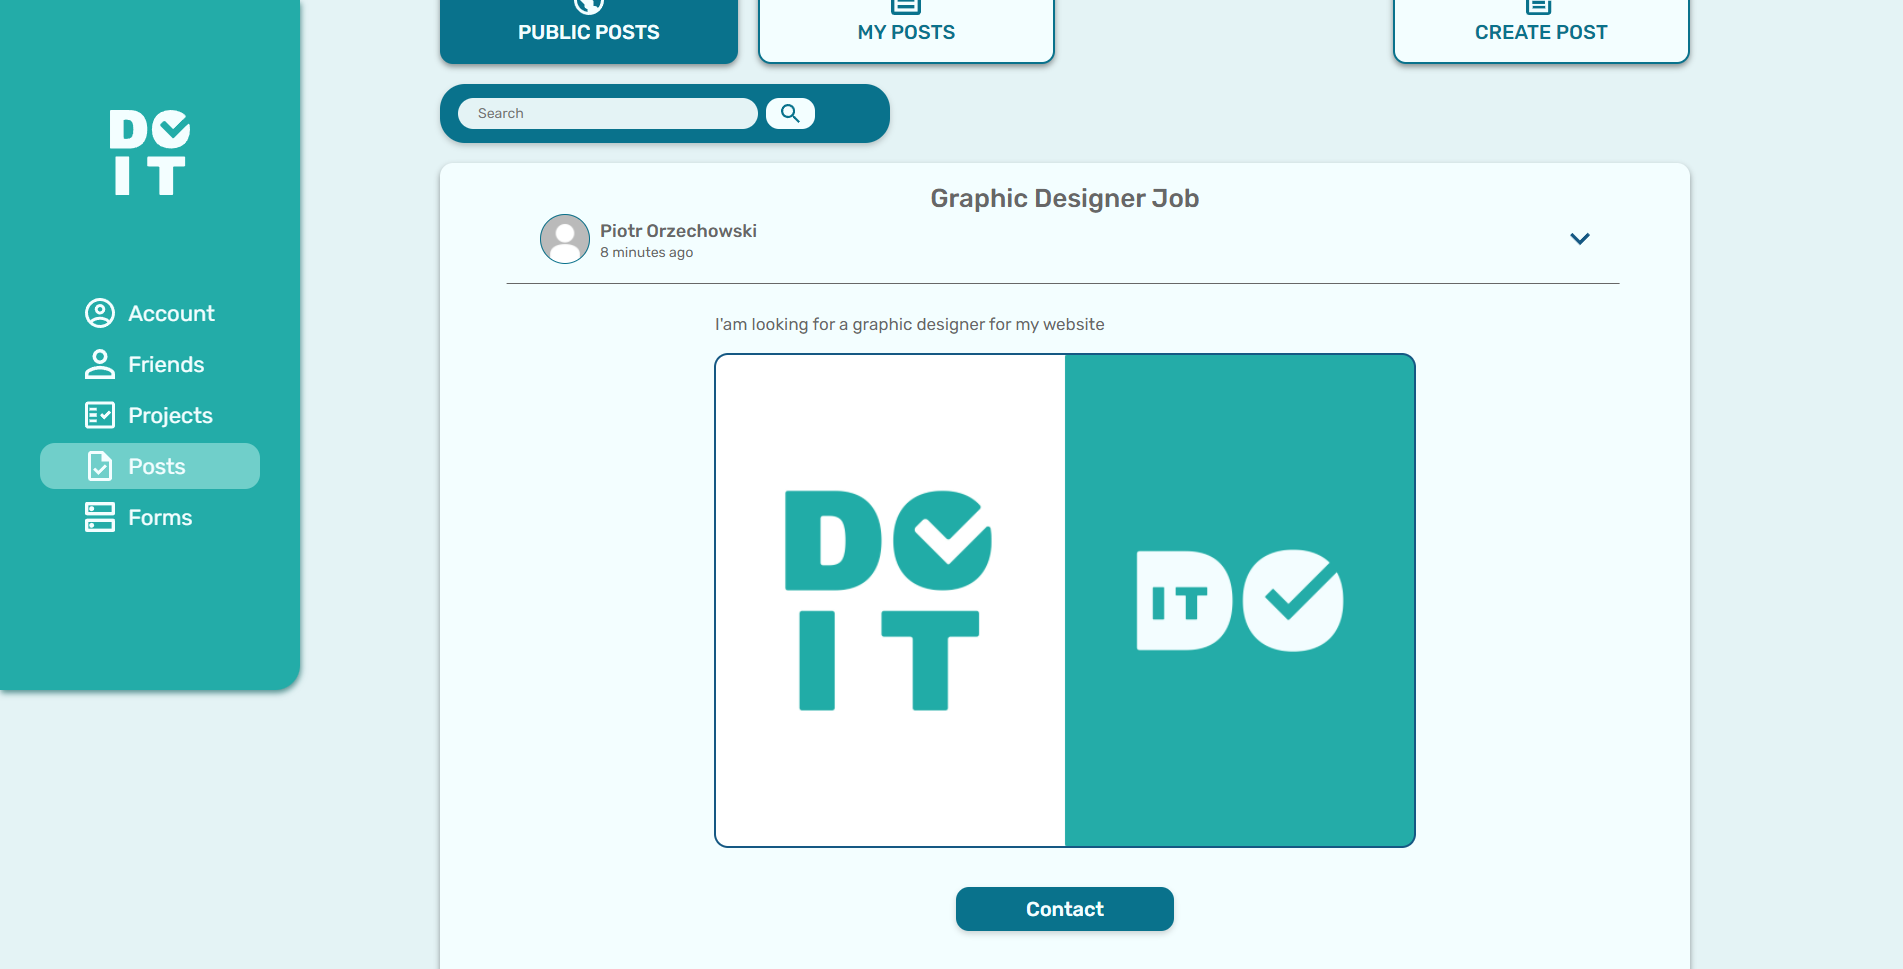 PUBLIC POSTS
MY POSTS
CREATE POST
Search
DO
IT
Account
Friends
Projects
Posts
Forms
Graphic Designer Job
Piotr Orzechowski
8 minutes ago
I'am looking for a graphic designer for my website
DO
IT
DO
IT
Contact